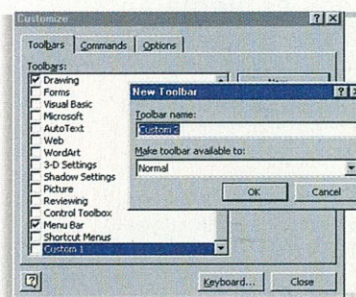 Customize
Toolbars Commands Options
Toolbars:
Drawing
Forms
Visual Basic
Microsoft
AutoText
Web
WordArt
3-D Settings
Shadow Settings
Picture
Reviewing
Control Toolbox
Menu Bar
Shortcut Menus
Custom 1
New Toolbar
Toolbar name:
Custom 2
Make toolbar available to:
Normal
OK Cancel
Keyboard... Close